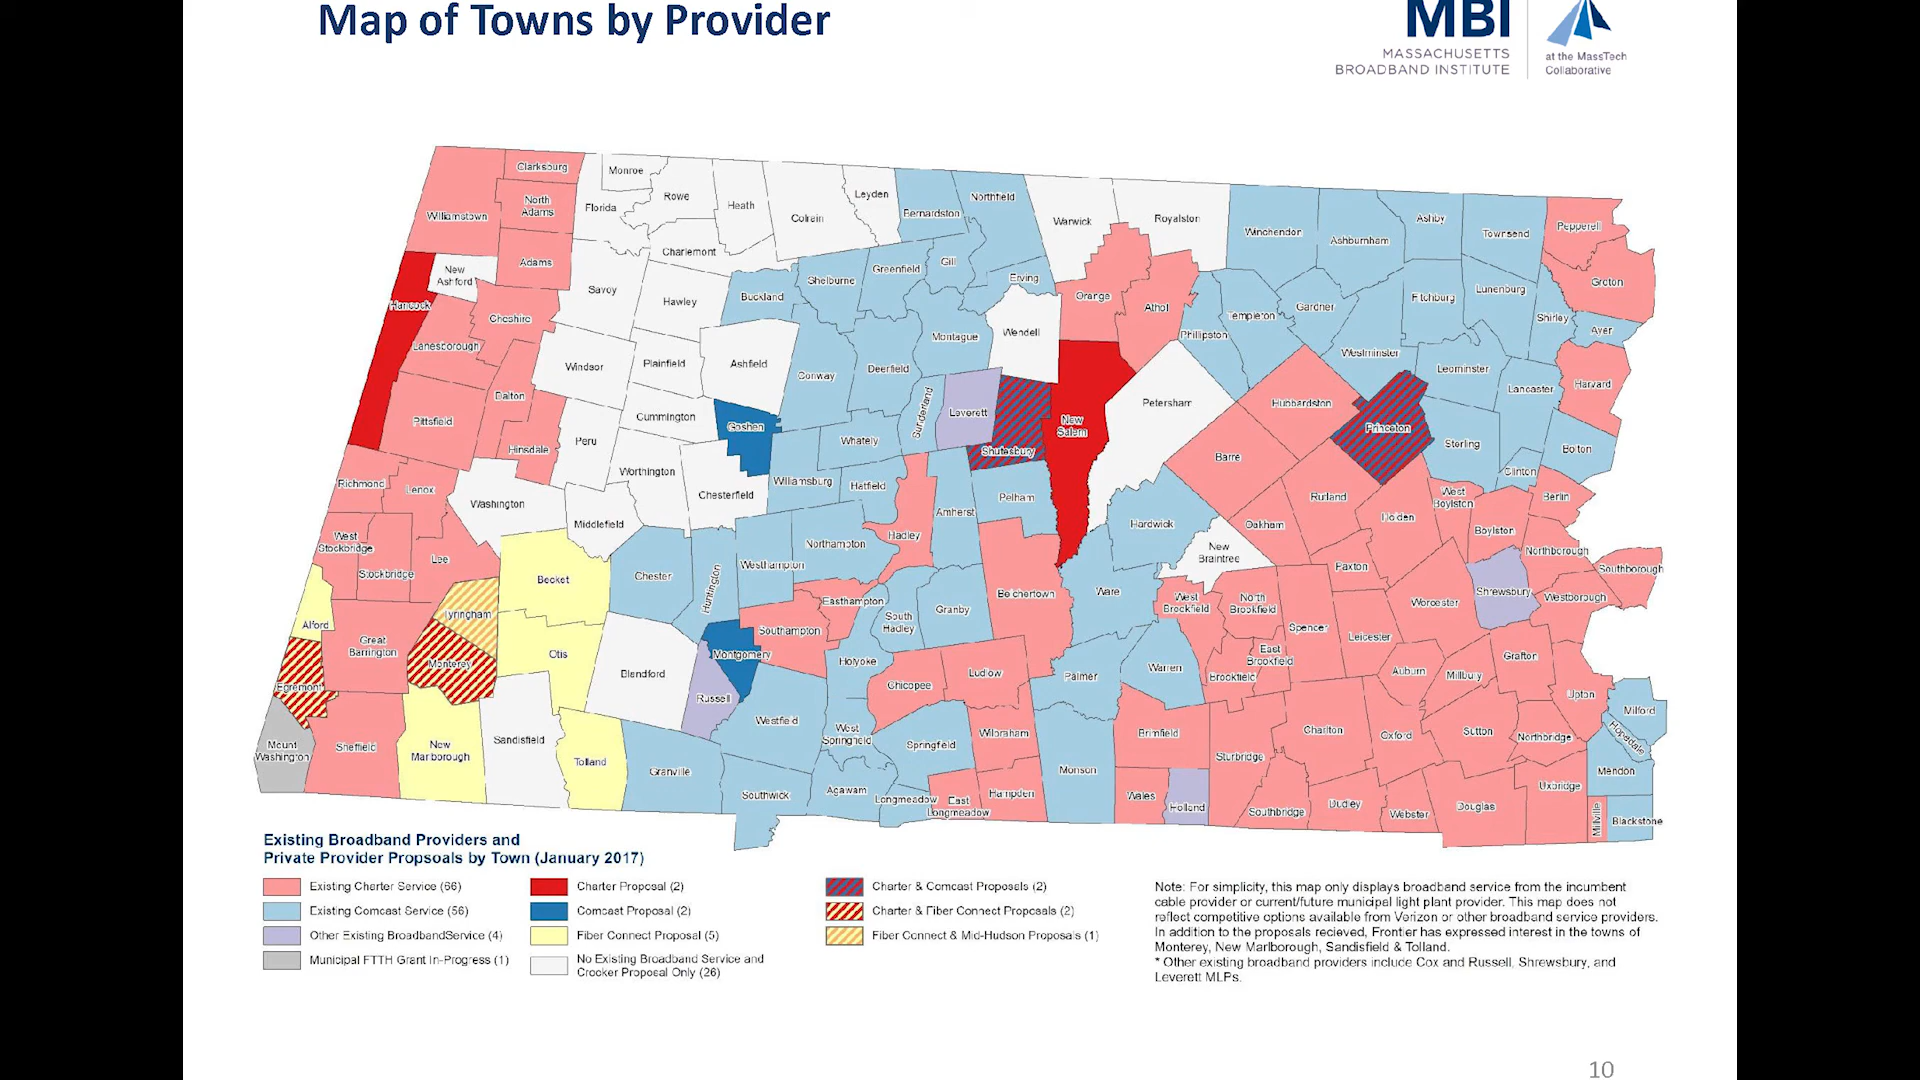 Map of Towns by Provider
MBI
MASSACHUSETTS
BROADBAND INSTITUTE
at the MassTech
Collaborative
Clarksburg
Monroe
North
Adams
Williamstown
Florida
Rowe
Heath
Colrain
Leyden
Bernardston
Northfield
Warwick
Royalston
Winchendon
Ashburnham
Ashby
Townsend
Pepperell
Groton
New
Ashford
Adams
Charlemont
Hancock
Cheshire
Savoy
Hawley
Buckland
Shelburne
Greenfield
Gill
Erving
Orange
Athol
Phillipston
Templeton
Gardner
Fitchburg
Lunenburg
Shirley
Ayer
Lanesborough
Windsor
Plainfield
Ashfield
Conway
Deerfield
Montague
Wendell
Westminster
Leominster
Lancaster
Harvard
Dalton
Pittsfield
Hinsdale
Peru
Cummington
Goshen
Whately
Sunderland
Leverett
Shutesbury
New
Salem
Petersham
Hubbardston
Princeton
Sterling
Bolton
Clinton
Richmond
Lenox
Washington
Worthington
Middlefield
Chesterfield
Williamsburg
Hatfield
Amherst
Pelham
Hardwick
Barre
Rutland
Holden
West
Boylston
Berlin
Boylston
West
Stockbridge
Stockbridge
Lee
Becket
Chester
Huntington
Westhampton
Northampton
Hadley
New
Braintree
Oakham
Paxton
Northborough
Southborough
Westborough
Shrewsbury
Worcester
Alford
Tyringham
Great
Barrington
Monterey
Otis
Egremont
Blandford
Montgomery
Russell
Southampton
Easthampton
South
Hadley
Granby
Belchertown
Ware
West
Brookfield
North
Brookfield
Spencer
Leicester
East
Brookfield
Brookfield
Auburn
Millbury
Grafton
Upton
Holyoke
Chicopee
Ludlow
Palmer
Warren
Westfield
West
Springfield
Springfield
Wilbraham
Monson
Brimfield
Sturbridge
Charlton
Oxford
Sutton
Northbridge
Milford
Hopedale
Mendon
Mount
Washington
Sheffield
New
Marlborough
Sandisfield
Tolland
Granville
Southwick
Agawam
Longmeadow
East
Longmeadow
Hampden
Wales
Holland
Southbridge
Dudley
Webster
Douglas
Uxbridge
Millville
Blackstone
Existing Broadband Providers and
Private Provider Propsoals by Town (January 2017)
Existing Charter Service (66)
Existing Comcast Service (56)
Other Existing BroadbandService (4)
Municipal FTTH Grant In-Progress (1)
Charter Proposal (2)
Comcast Proposal (2)
Fiber Connect Proposal (5)
No Existing Broadband Service and
Crocker Proposal Only (26)
Charter & Comcast Proposals (2)
Charter & Fiber Connect Proposals (2)
Fiber Connect & Mid-Hudson Proposals (1)
Note: For simplicity, this map only displays broadband service from the incumbent
cable provider or current/future municipal light plant provider. This map does not
reflect competitive options available from Verizon or other broadband service providers.
In addition to the proposals recieved, Frontier has expressed interest in the towns of
Monterey, New Marlborough, Sandisfield & Tolland.
* Other existing broadband providers include Cox and Russell, Shrewsbury, and
Leverett MLPs.
10